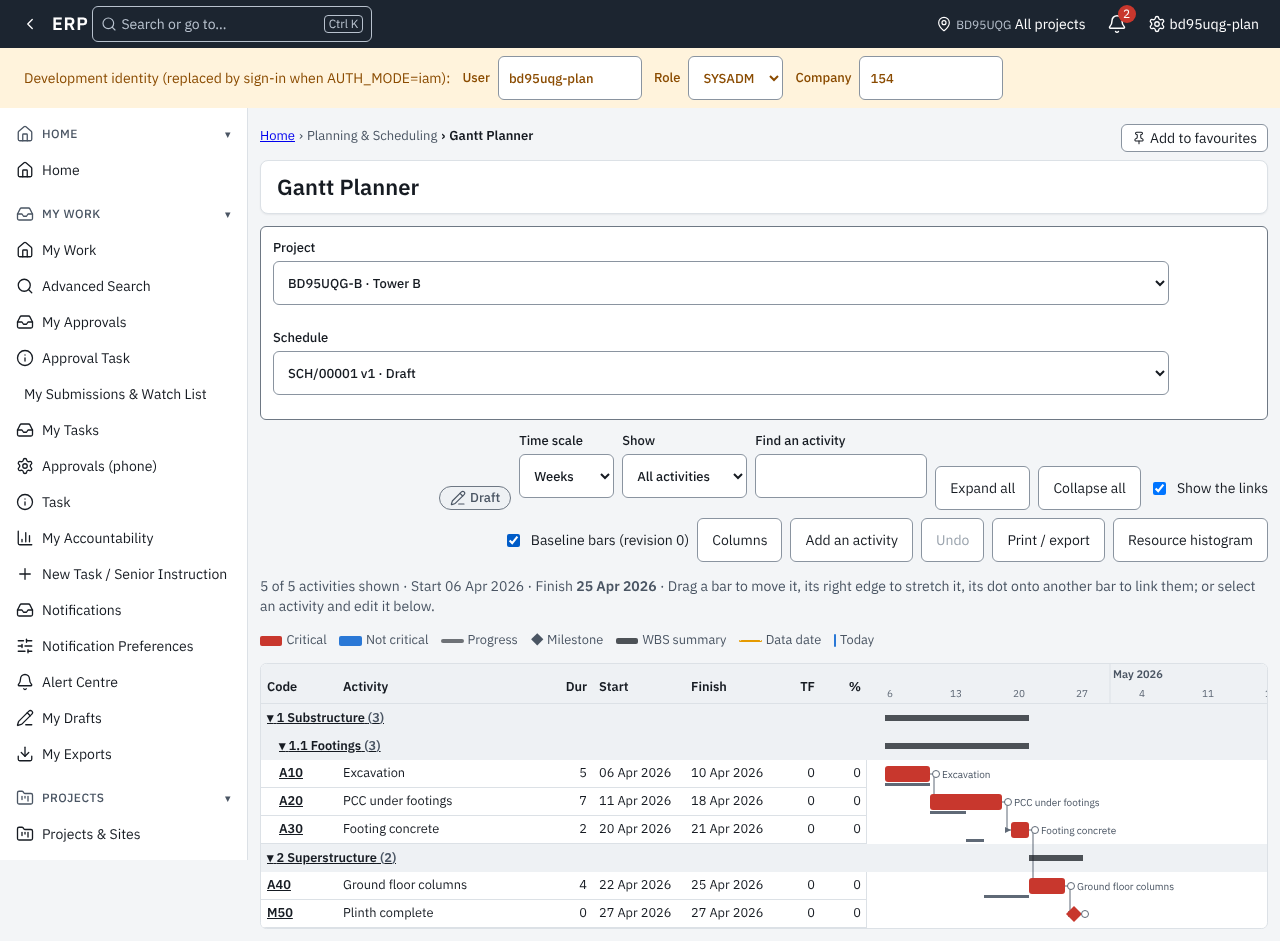 ERP
Search or go to...
Ctrl K
BD95UQG All projects
2
bd95uqg-plan
Development identity (replaced by sign-in when AUTH_MODE=iam):
User
bd95uqg-plan
Role
SYSADM
Company
154
HOME
Home
MY WORK
My Work
Advanced Search
My Approvals
Approval Task
My Submissions & Watch List
My Tasks
Approvals (phone)
Task
My Accountability
New Task / Senior Instruction
Notifications
Notification Preferences
Alert Centre
My Drafts
My Exports
PROJECTS
Projects & Sites
Home › Planning & Scheduling › Gantt Planner
Add to favourites
Gantt Planner
Project
BD95UQG-B · Tower B
Schedule
SCH/00001 v1 · Draft
Draft
Time scale
Weeks
Show
All activities
Find an activity
Expand all
Collapse all
Show the links
Baseline bars (revision 0)
Columns
Add an activity
Undo
Print / export
Resource histogram
5 of 5 activities shown · Start 06 Apr 2026 · Finish 25 Apr 2026 · Drag a bar to move it, its right edge to stretch it, its dot onto another bar to link them; or select
an activity and edit it below.
Critical
Not critical
Progress
Milestone
WBS summary
Data date
Today
Code Activity Dur Start Finish TF %
May 2026
6 13 20 27 4 11
1 Substructure (3)
1.1 Footings (3)
A10 Excavation 5 06 Apr 2026 10 Apr 2026 0 0 Excavation
A20 PCC under footings 7 11 Apr 2026 18 Apr 2026 0 0 PCC under footings
A30 Footing concrete 2 20 Apr 2026 21 Apr 2026 0 0 Footing concrete
2 Superstructure (2)
A40 Ground floor columns 4 22 Apr 2026 25 Apr 2026 0 0 Ground floor columns
M50 Plinth complete 0 27 Apr 2026 27 Apr 2026 0 0